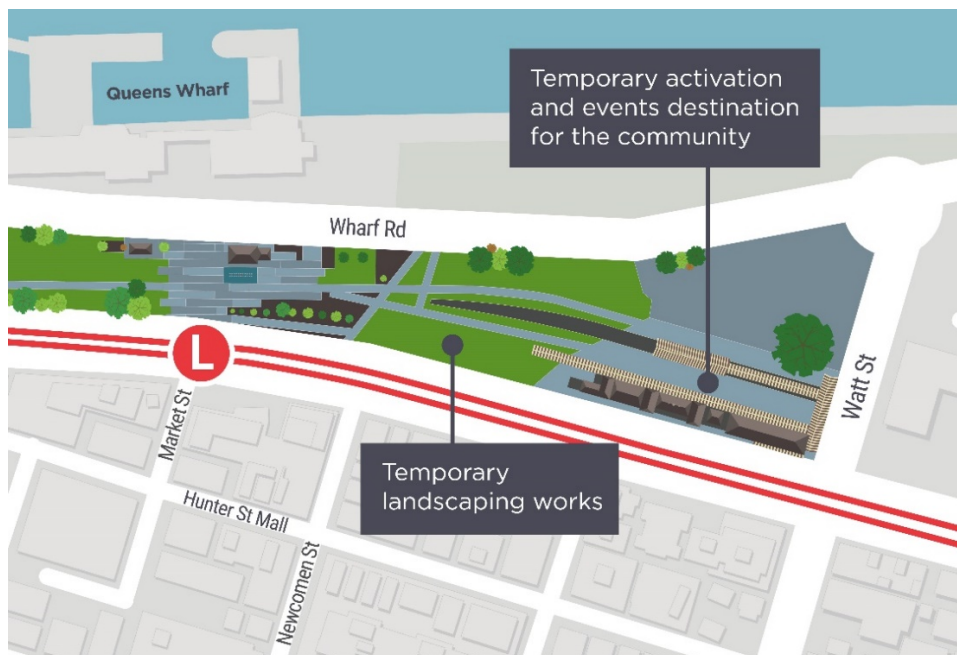 Queens Wharf
Temporary activation
and events destination
for the community
Wharf Rd
L
Market St
Watt St
Temporary
landscaping works
Hunter St Mall
Newcomen St